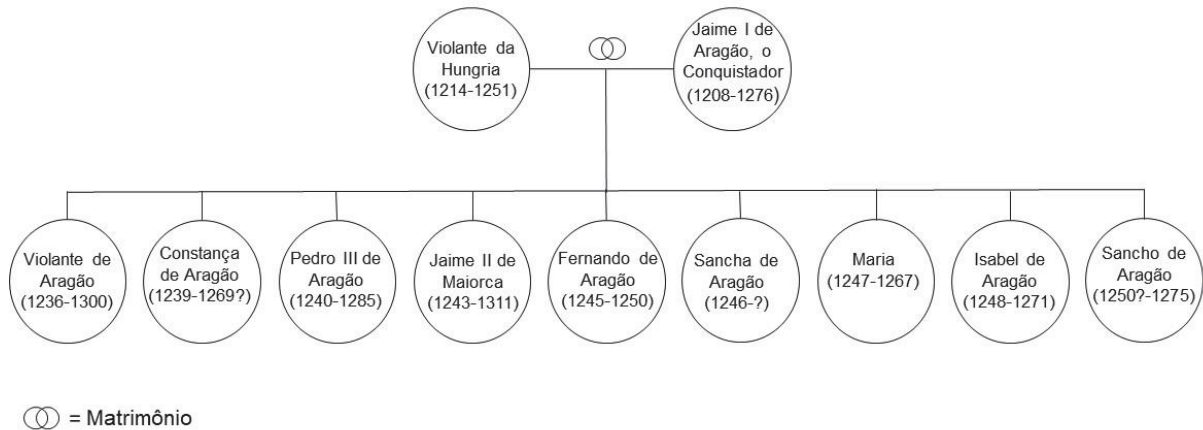 Violante da
Hungria
(1214-1251)
Jaime I de
Aragão, o
Conquistador
(1208-1276)
Violante de
Aragão
(1236-1300)
Constança
de Aragão
(1239-1269?)
Pedro III de
Aragão
(1240-1285)
Jaime II de
Maiorca
(1243-1311)
Fernando de
Aragão
(1245-1250)
Sancha de
Aragão
(1246-?)
Maria
(1247-1267)
Isabel de
Aragão
(1248-1271)
Sancho de
Aragão
(1250?-1275)
= Matrimônio